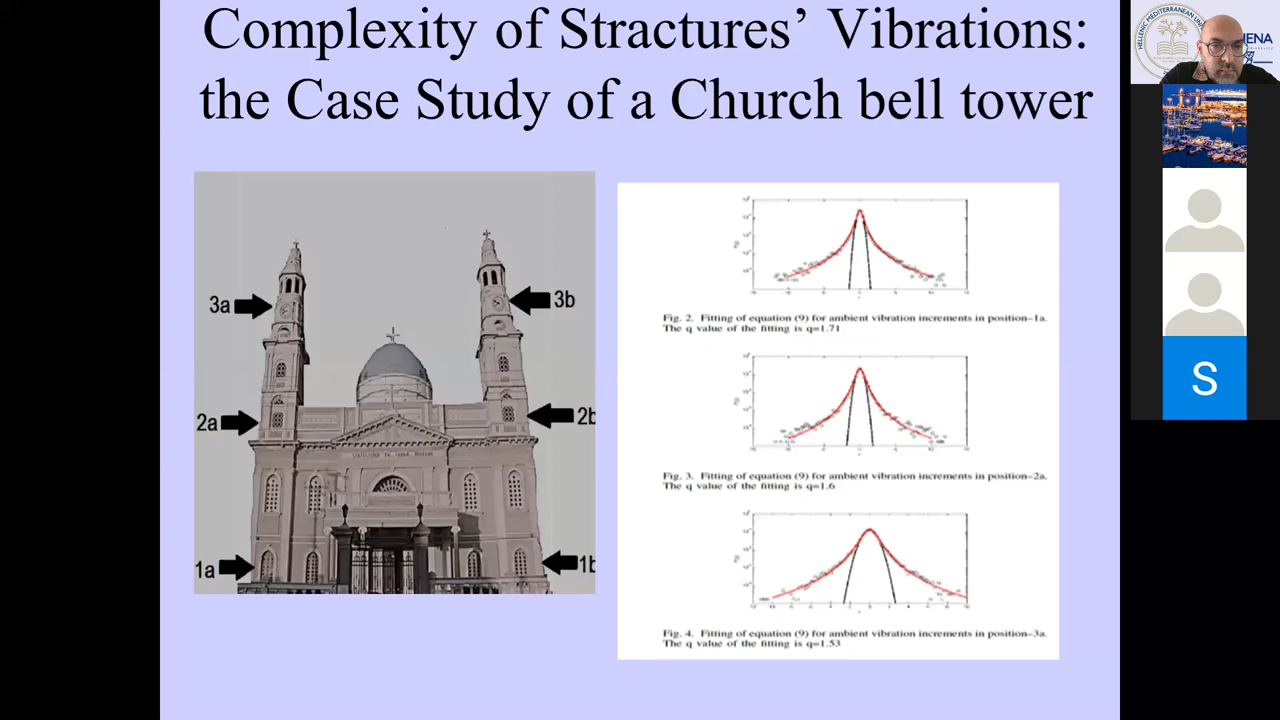 Complexity of Stractures’ Vibrations:
the Case Study of a Church bell tower
3a
3b
2a
2b
1a
1b
Fig. 2. Fitting of equation (9) for ambient vibration increments in position–1a.
The q value of the fitting is q=1.71
Fig. 3. Fitting of equation (9) for ambient vibration increments in position–2a.
The q value of the fitting is q=1.6
Fig. 4. Fitting of equation (9) for ambient vibration increments in position–3a.
The q value of the fitting is q=1.53
HELLENIC MEDITERRANEAN UN
ENA
S